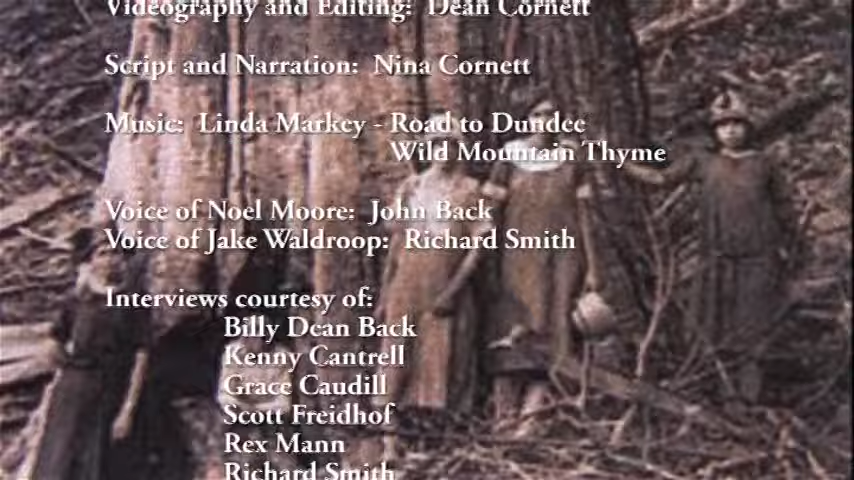 Videography and Editing: Dean Cornett
Script and Narration: Nina Cornett
Music: Linda Markey - Road to Dundee
Wild Mountain Thyme
Voice of Noel Moore: John Back
Voice of Jake Waldroop: Richard Smith
Interviews courtesy of:
Billy Dean Back
Kenny Cantrell
Grace Caudill
Scott Freidhof
Rex Mann
Richard Smith